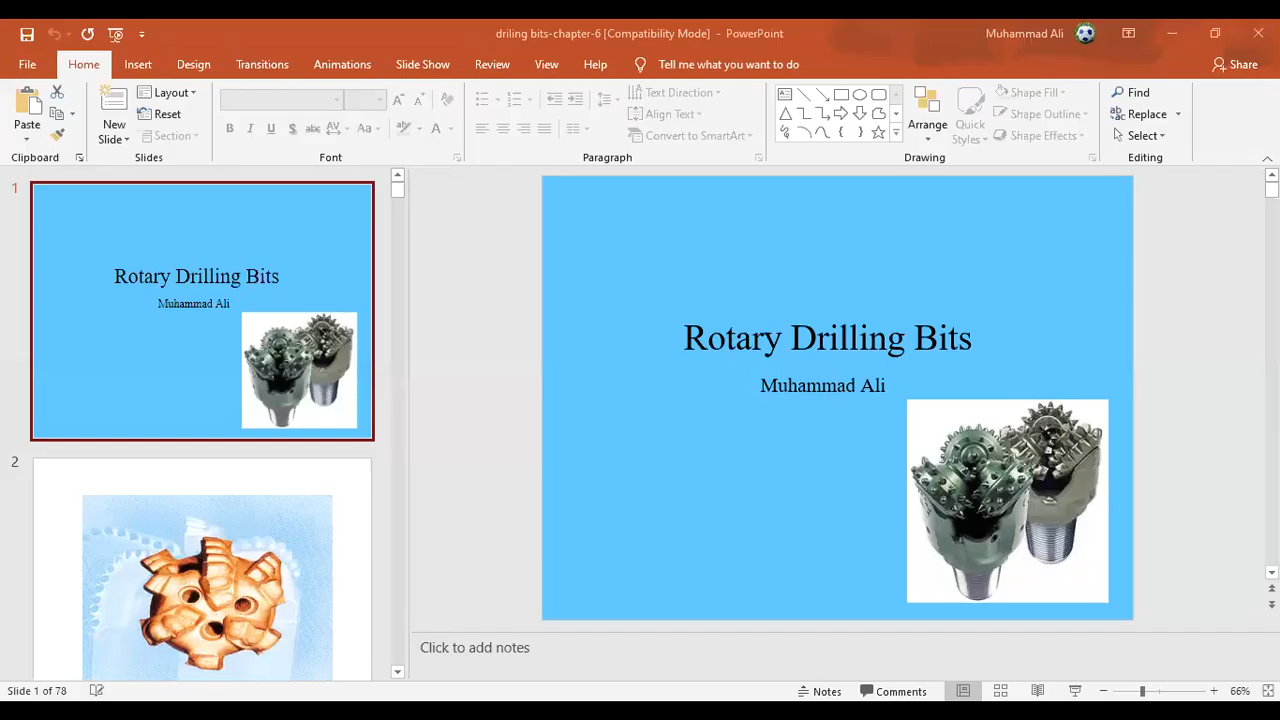 driling bits-chapter-6 [Compatibility Mode] - PowerPoint
Muhammad Ali
File Home Insert Design Transitions Animations Slide Show Review View Help Tell me what you want to do Share
Paste
New Slide
Layout
Reset
Section
B I U S abc AV Aa A
Text Direction
Align Text
Convert to SmartArt
Arrange
Quick Styles
Shape Fill
Shape Outline
Shape Effects
Find
Replace
Select
Clipboard Slides Font Paragraph Drawing Editing
1
Rotary Drilling Bits
Muhammad Ali
2
Rotary Drilling Bits
Muhammad Ali
Click to add notes
Slide 1 of 78 Notes Comments 66%